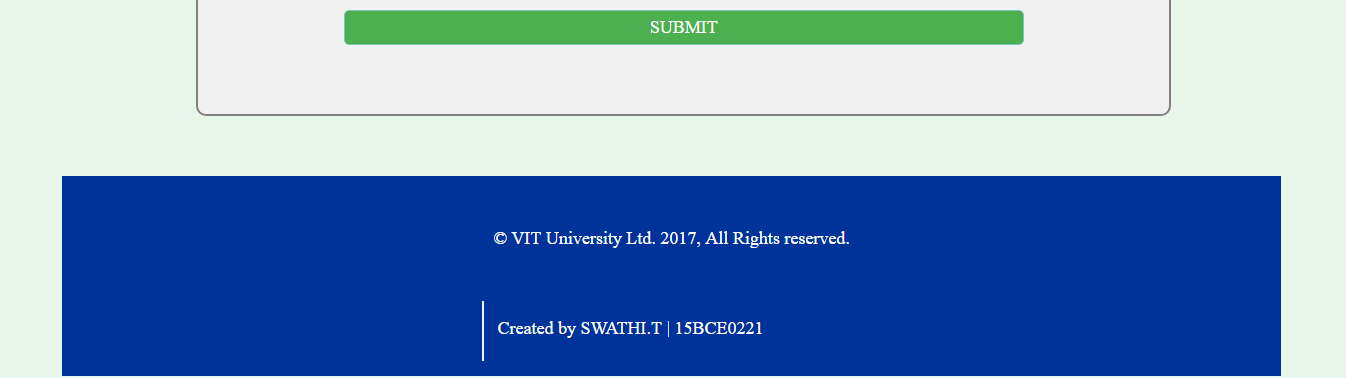 SUBMIT
© VIT University Ltd. 2017, All Rights reserved.
Created by SWATHI.T | 15BCE0221